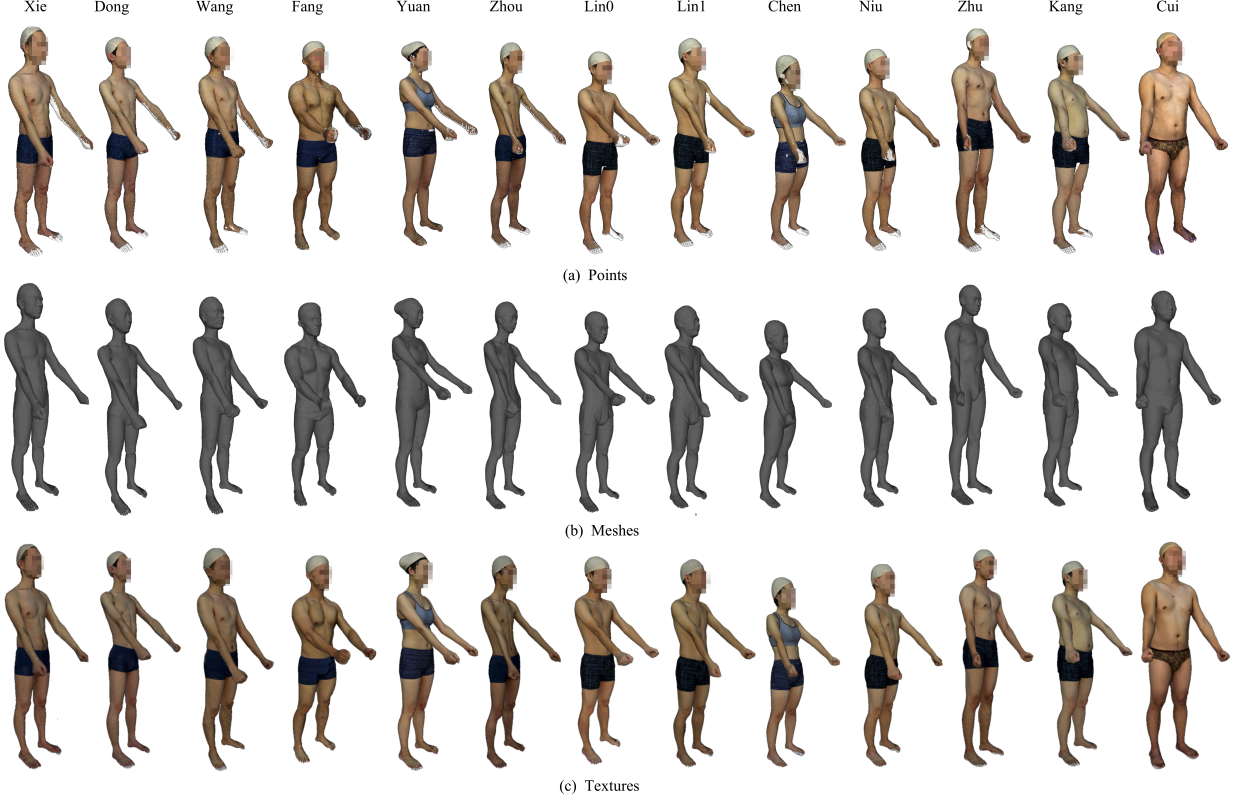 Xie Dong Wang Fang Yuan Zhou Lin0 Lin1 Chen Niu Zhu Kang Cui
(a) Points
(b) Meshes
(c) Textures